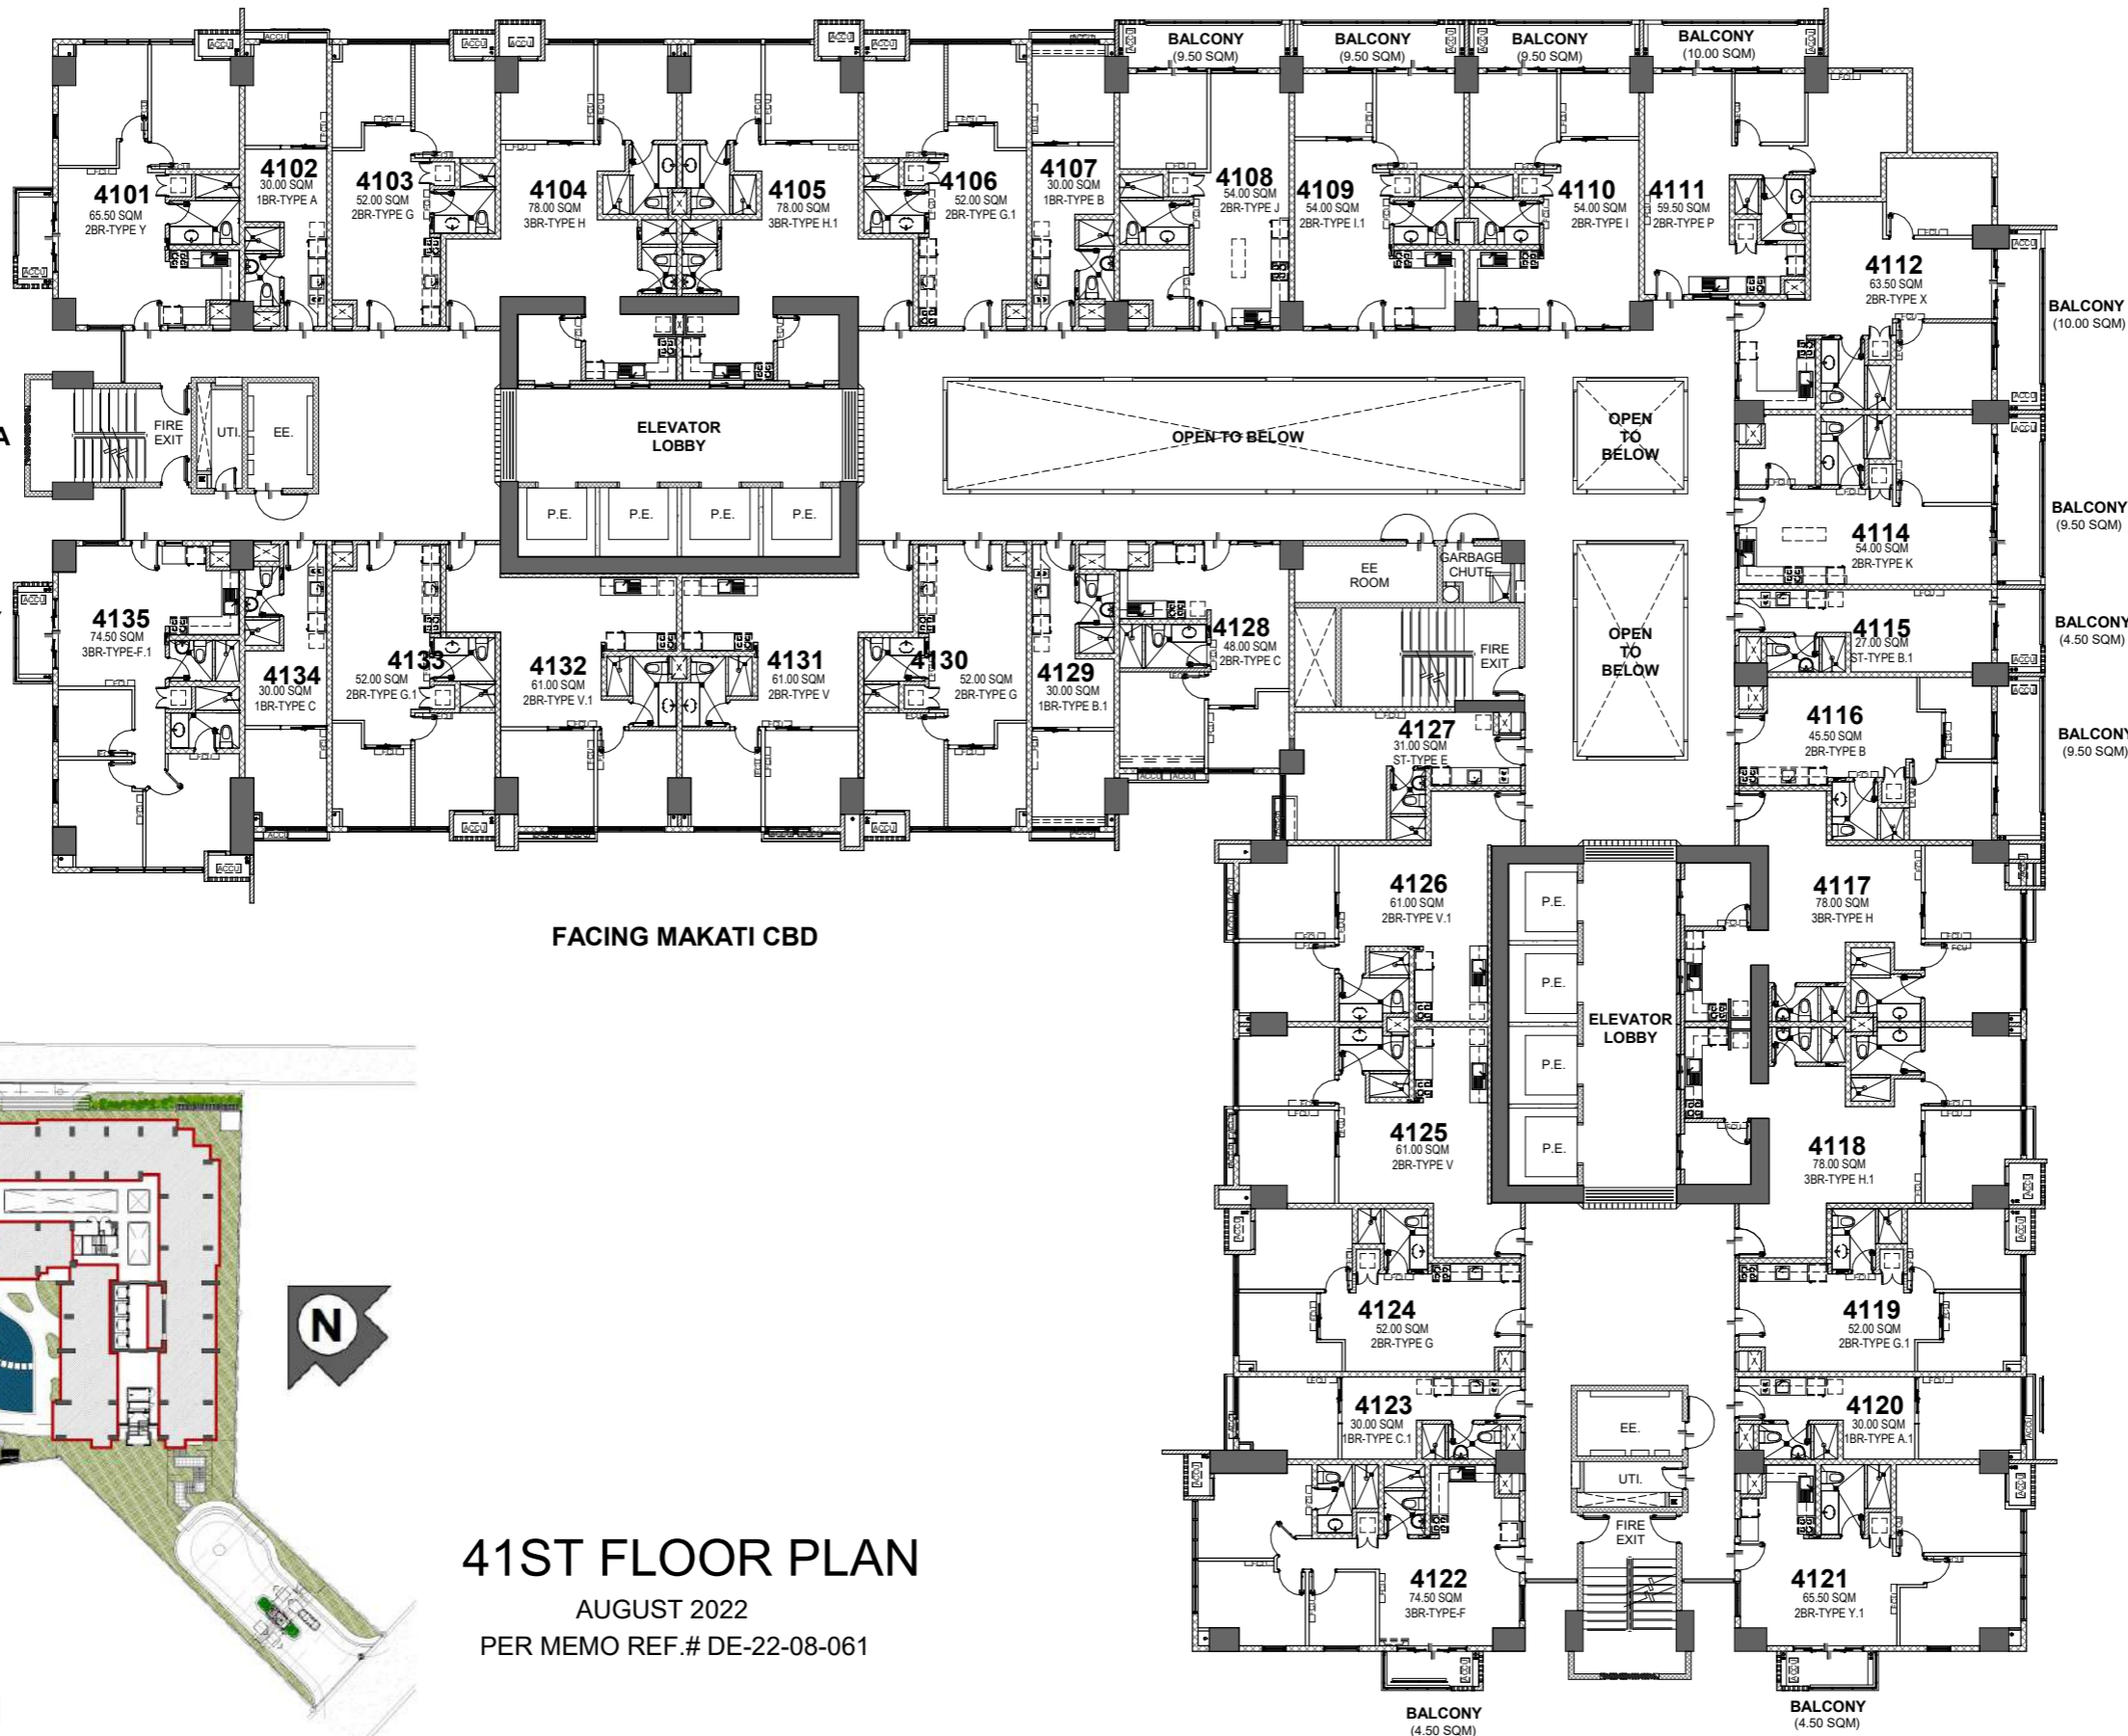 BALCONY
(9.50 SQM)
BALCONY
(9.50 SQM)
BALCONY
(9.50 SQM)
BALCONY
(10.00 SQM)
4101
65.50 SQM
2BR-TYPE Y
4102
30.00 SQM
1BR-TYPE A
4103
52.00 SQM
2BR-TYPE G
4104
78.00 SQM
3BR-TYPE H
4105
78.00 SQM
3BR-TYPE H.1
4106
52.00 SQM
2BR-TYPE G.1
4107
30.00 SQM
1BR-TYPE B
4108
54.00 SQM
2BR-TYPE J
4109
54.00 SQM
2BR-TYPE I.1
4110
54.00 SQM
2BR-TYPE I
4111
59.50 SQM
2BR-TYPE P
4112
63.50 SQM
2BR-TYPE X
BALCONY
(10.00 SQM)
A
FIRE
EXIT
UTI.
EE.
ELEVATOR
LOBBY
OPEN TO BELOW
OPEN
TO
BELOW
P.E.
P.E.
P.E.
P.E.
4114
54.00 SQM
2BR-TYPE K
BALCONY
(9.50 SQM)
EE
ROOM
GARBAGE
CHUTE
4115
27.00 SQM
ST-TYPE B.1
BALCONY
(4.50 SQM)
4135
74.50 SQM
3BR-TYPE-F.1
4134
30.00 SQM
1BR-TYPE C
4133
52.00 SQM
2BR-TYPE G.1
4132
61.00 SQM
2BR-TYPE V.1
4131
61.00 SQM
2BR-TYPE V
4130
52.00 SQM
2BR-TYPE G
4129
30.00 SQM
1BR-TYPE B.1
4128
48.00 SQM
2BR-TYPE C
FIRE
EXIT
OPEN
TO
BELOW
4127
31.00 SQM
ST-TYPE E
4116
45.50 SQM
2BR-TYPE B
BALCONY
(9.50 SQM)
4126
61.00 SQM
2BR-TYPE V.1
P.E.
P.E.
P.E.
P.E.
ELEVATOR
LOBBY
4117
78.00 SQM
3BR-TYPE H
FACING MAKATI CBD
4125
61.00 SQM
2BR-TYPE V
4118
78.00 SQM
3BR-TYPE H.1
4124
52.00 SQM
2BR-TYPE G
4119
52.00 SQM
2BR-TYPE G.1
N
4123
30.00 SQM
1BR-TYPE C.1
EE.
4120
30.00 SQM
1BR-TYPE A.1
UTI.
FIRE
EXIT
4122
74.50 SQM
3BR-TYPE-F
4121
65.50 SQM
2BR-TYPE Y.1
41ST FLOOR PLAN
AUGUST 2022
PER MEMO REF.# DE-22-08-061
BALCONY
(4.50 SQM)
BALCONY
(4.50 SQM)